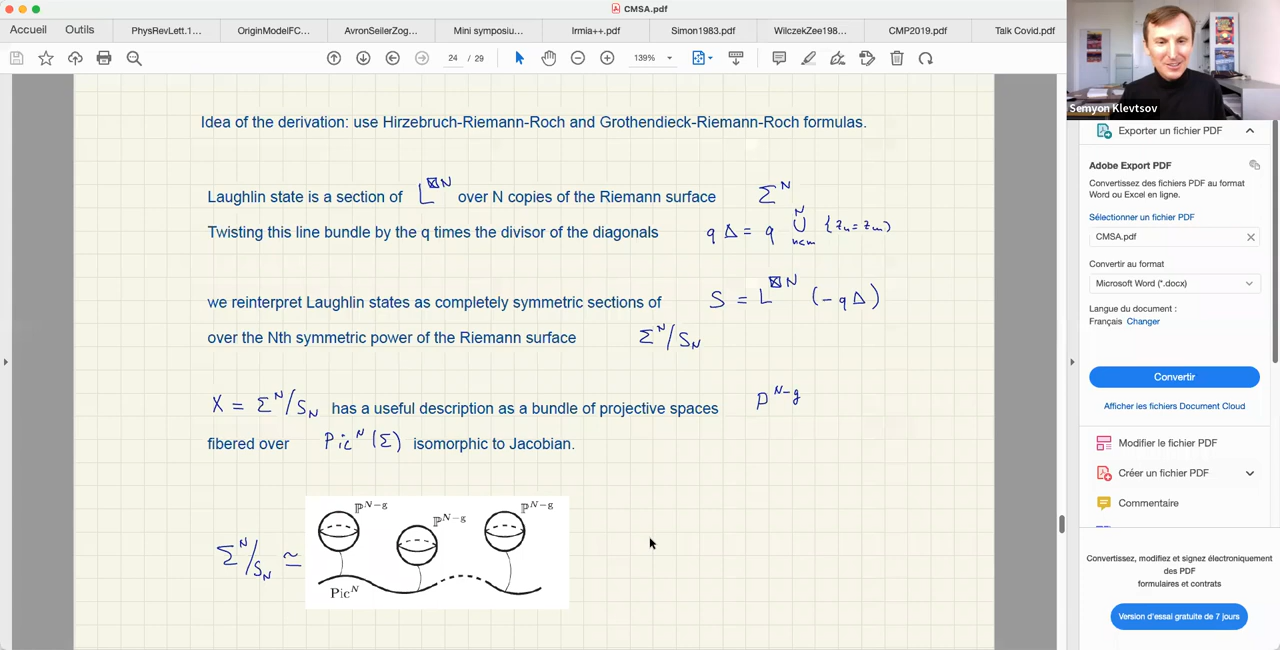 CMSA.pdf
Accueil Outils PhysRevLett.1... OriginModelFC... AvronSeilerZog... Mini symposiu... Irmia++.pdf Simon1983.pdf WilczekZee198... CMP2019.pdf Talk Covid.pdf
24 / 29 139%
Semyon Klevtsov
Idea of the derivation: use Hirzebruch-Riemann-Roch and Grothendieck-Riemann-Roch formulas.
Laughlin state is a section of L^{⊠N} over N copies of the Riemann surface Σ^N
Twisting this line bundle by the q times the divisor of the diagonals q Δ = q ∪_{n<m}^N {z_n = z_m}
we reinterpret Laughlin states as completely symmetric sections of S = L^{⊠N} (-qΔ)
over the Nth symmetric power of the Riemann surface Σ^N/S_N
X = Σ^N/S_N has a useful description as a bundle of projective spaces P^{N-g}
fibered over Pic^N(Σ) isomorphic to Jacobian.
Σ^N/S_N ≃
ℙ^{N-g} ℙ^{N-g} ℙ^{N-g}
Pic^N
Exporter un fichier PDF
Adobe Export PDF
Convertissez des fichiers PDF au format
Word ou Excel en ligne.
Sélectionner un fichier PDF
CMSA.pdf
Convertir au format
Microsoft Word (*.docx)
Langue du document :
Français Changer
Convertir
Afficher les fichiers Document Cloud
Modifier le fichier PDF
Créer un fichier PDF
Commentaire
Convertissez, modifiez et signez électroniquement
des PDF
formulaires et contrats
Version d'essai gratuite de 7 jours